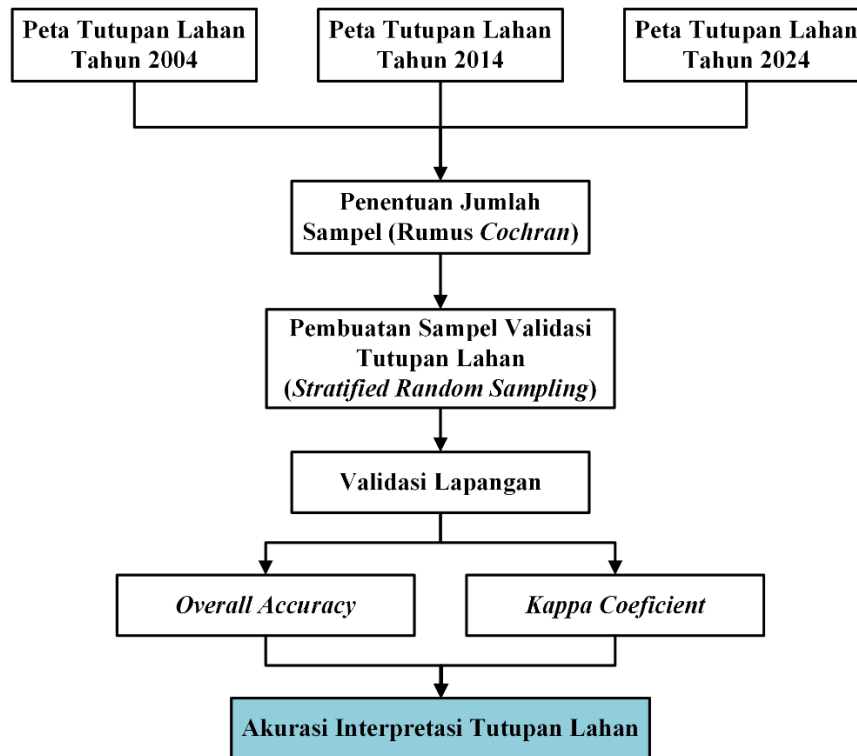 Peta Tutupan Lahan
Tahun 2004
Peta Tutupan Lahan
Tahun 2014
Peta Tutupan Lahan
Tahun 2024
Penentuan Jumlah
Sampel (Rumus Cochran)
Pembuatan Sampel Validasi
Tutupan Lahan
(Stratified Random Sampling)
Validasi Lapangan
Overall Accuracy
Kappa Coeficient
Akurasi Interpretasi Tutupan Lahan